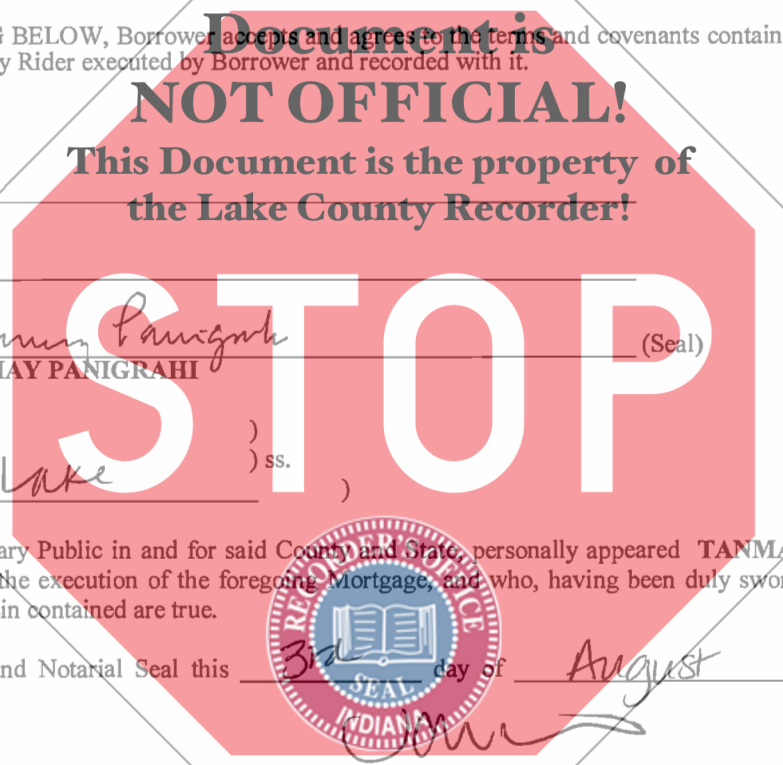 G BELOW, Borrower accepts and agrees to the terms and covenants contain
y Rider executed by Borrower and recorded with it.
Document is
NOT OFFICIAL!
This Document is the property of
the Lake County Recorder!
STOP
Panigrahi (Seal)
MAY PANIGRAHI
)
) ss.
Lake
)
ary Public in and for said County and State, personally appeared TANMA
the execution of the foregoing Mortgage, and who, having been duly swor
in contained are true.
nd Notarial Seal this 3rd day of August
RECORDER'S OFFICE
SEAL
INDIANA